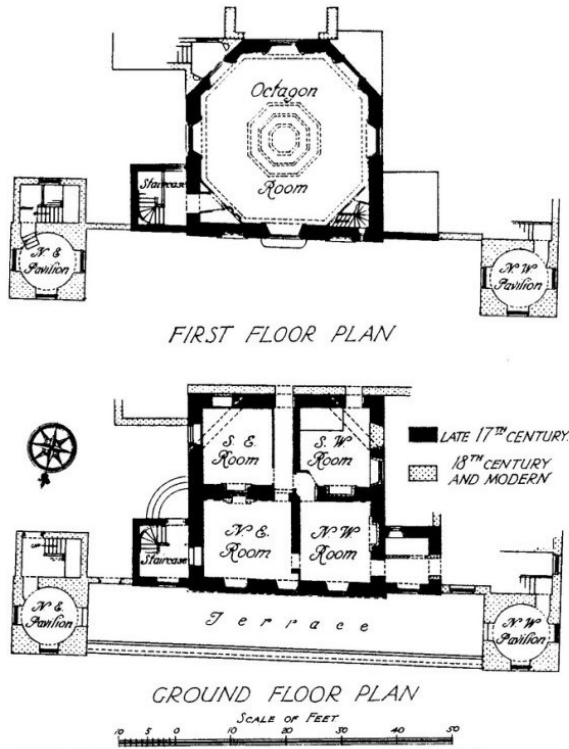 Octagon
Room
Staircase
N. E
Pavilion
N. W
Pavilion
FIRST FLOOR PLAN
S. E.
Room
S. W
Room
LATE 17TH CENTURY.
18TH CENTURY
AND MODERN
N. E.
Room
N. W
Room
Staircase
N. E
Pavilion
N. W
Pavilion
Terrace
GROUND FLOOR PLAN
SCALE OF FEET
10 5 0 10 20 30 40 50